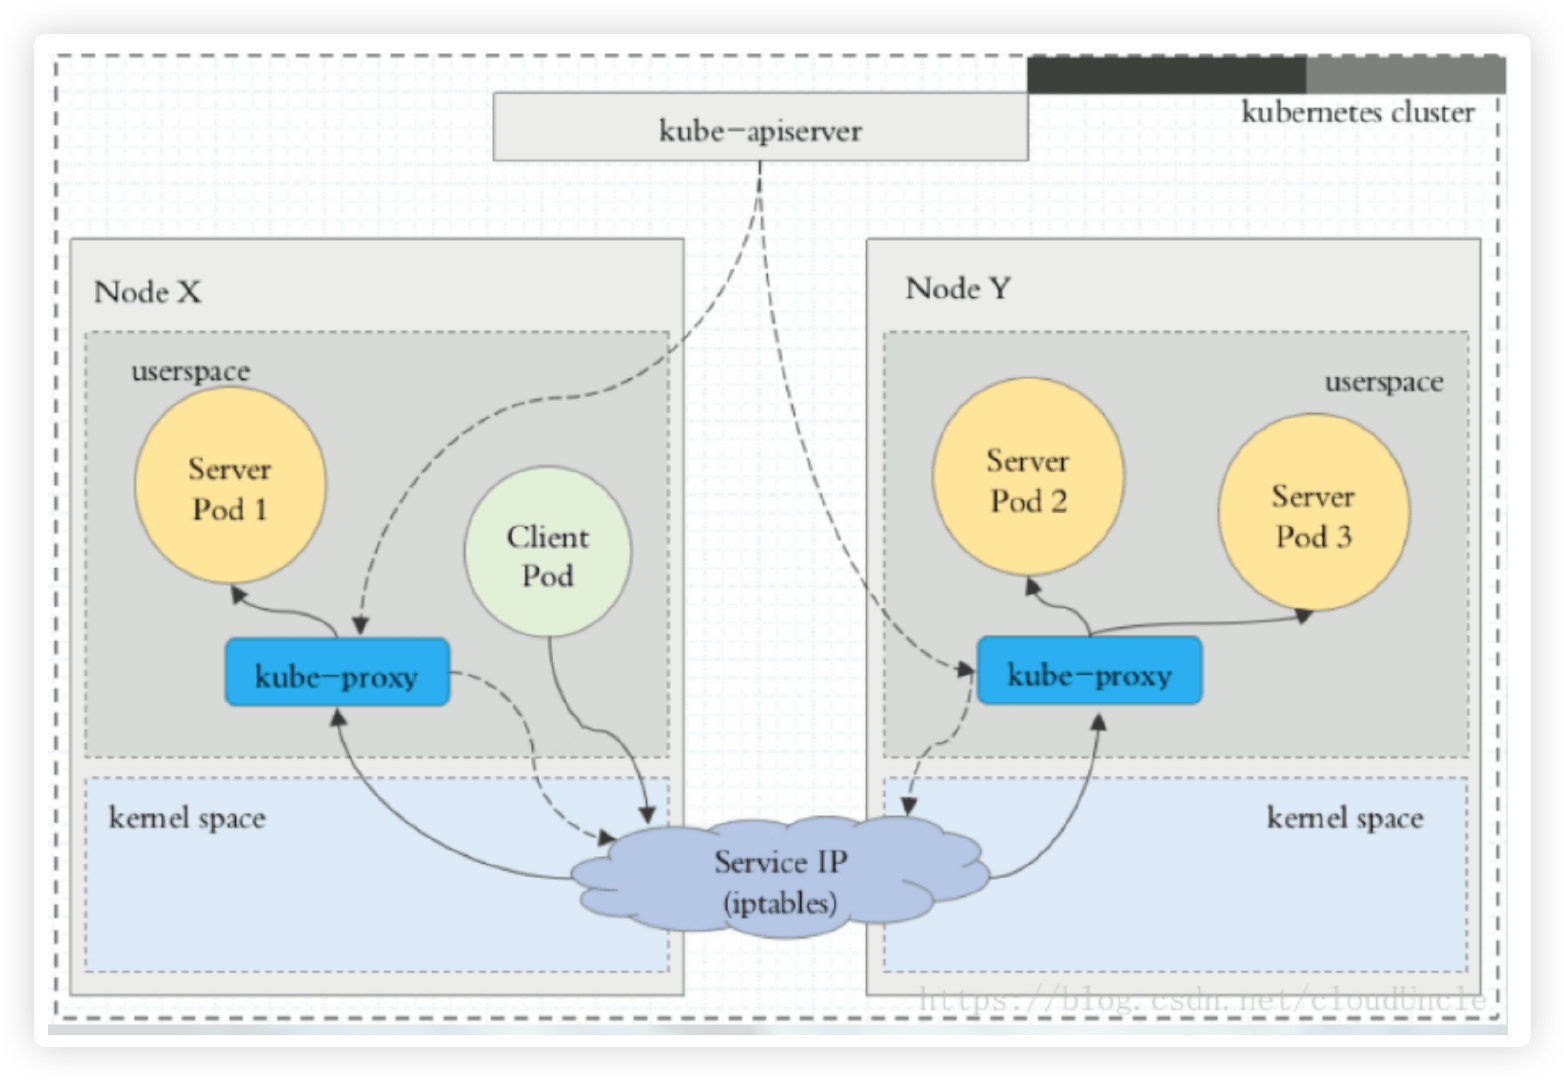 kube-apiserver
kubernetes cluster
Node X
userspace
Server
Pod 1
Client
Pod
kube-proxy
kernel space
Node Y
userspace
Server
Pod 2
Server
Pod 3
kube-proxy
kernel space
Service IP
(iptables)
https://blog.csdn.net/cloudUncle